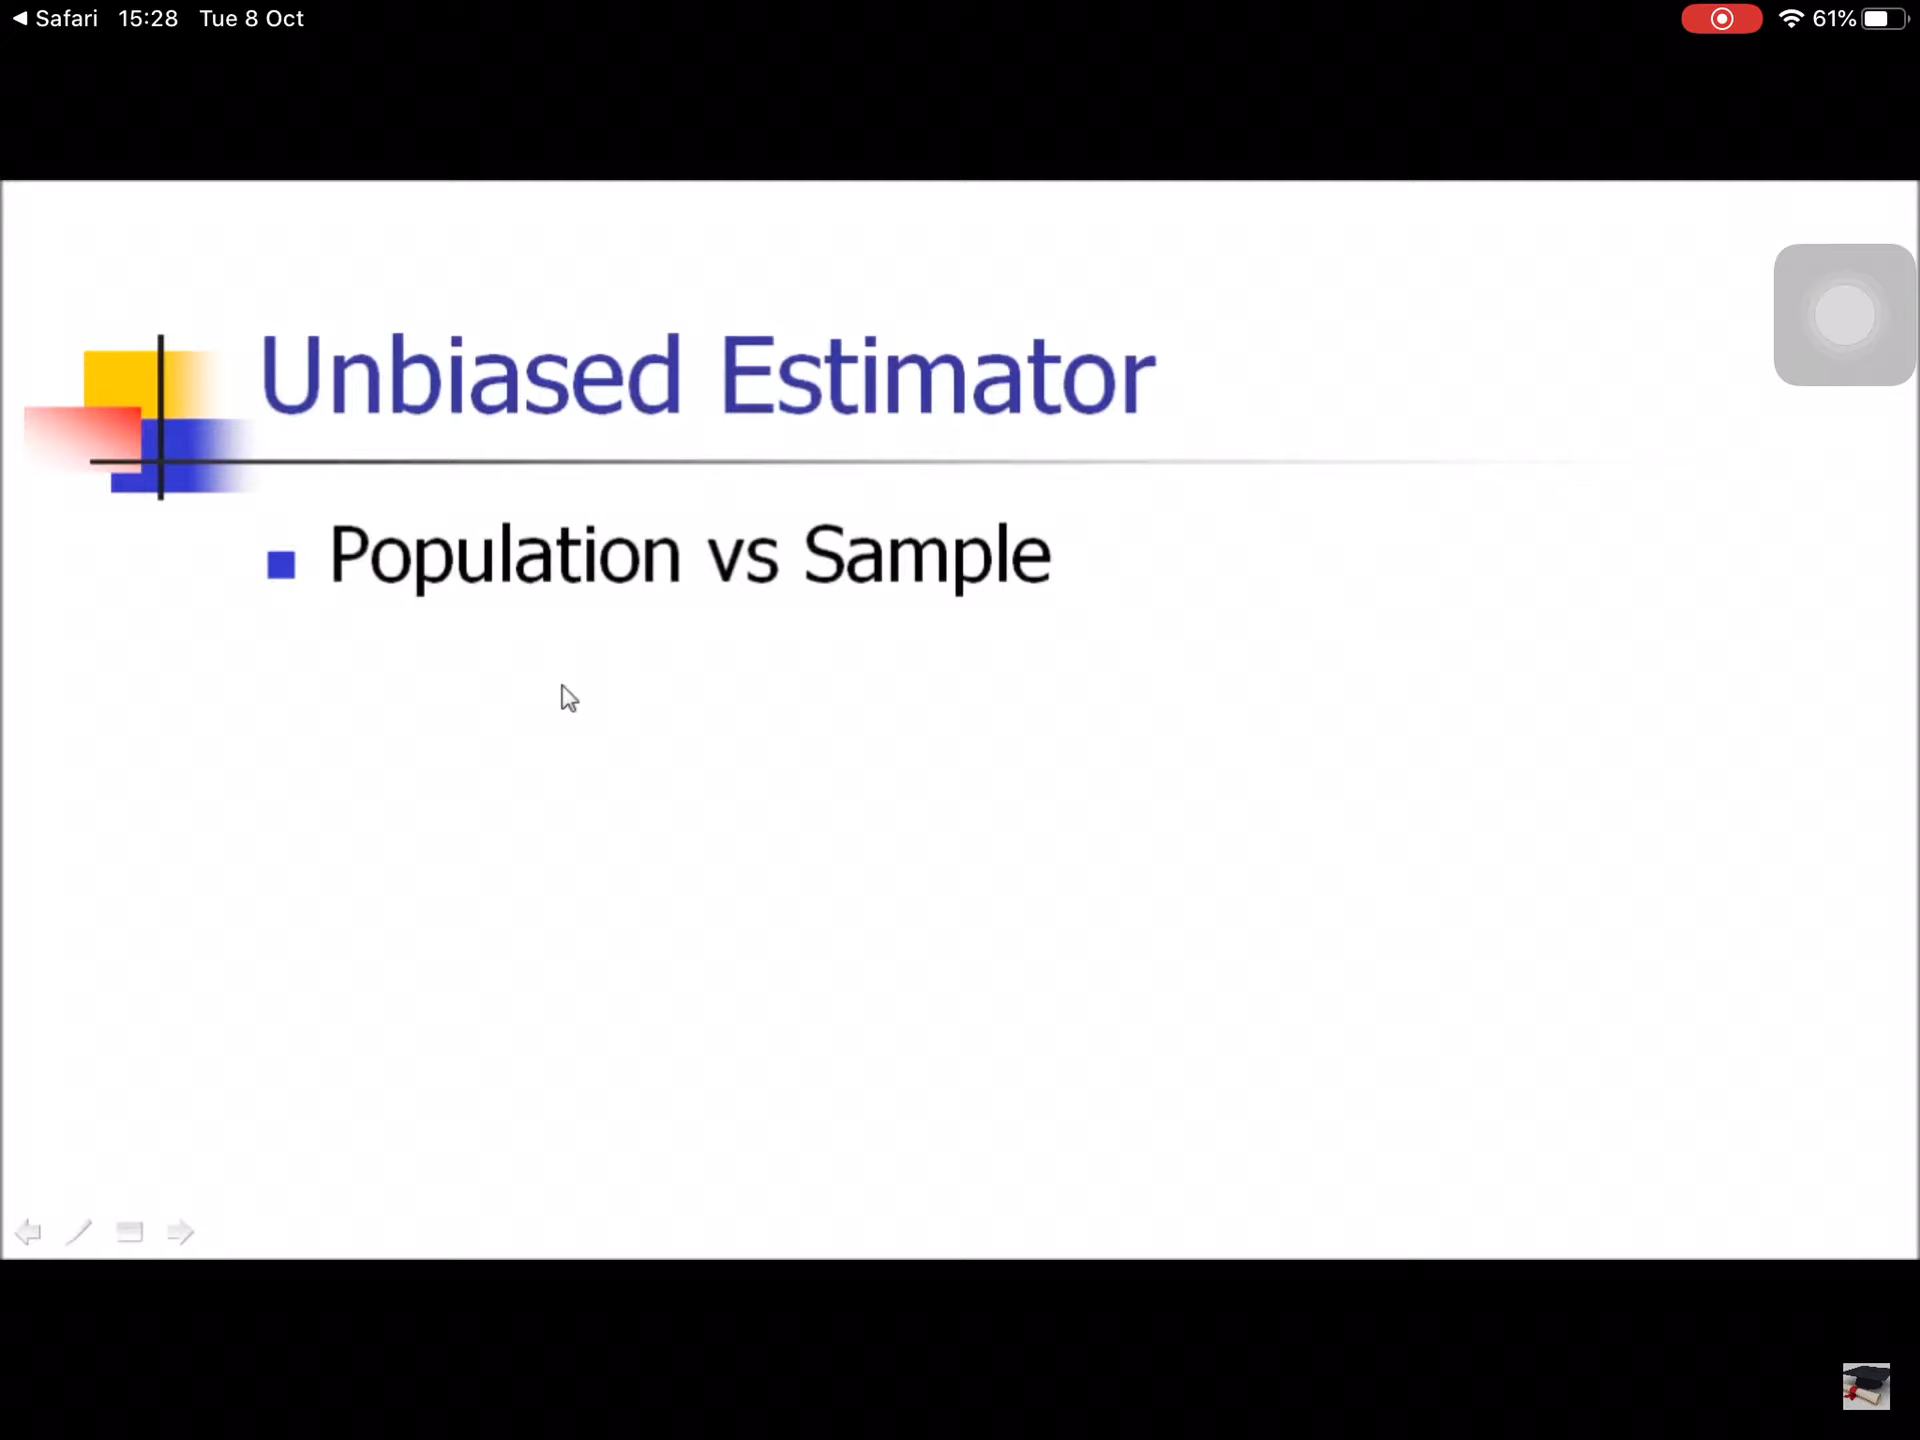 Safari 15:28 Tue 8 Oct 61%
Unbiased Estimator
Population vs Sample